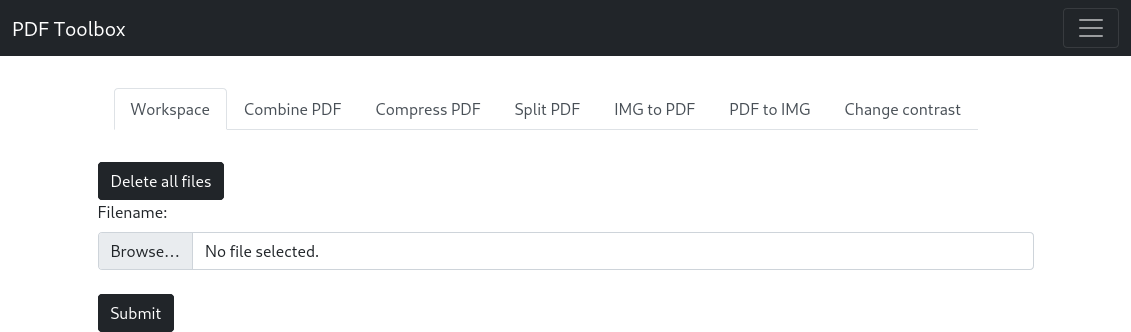 PDF Toolbox
Workspace Combine PDF Compress PDF Split PDF IMG to PDF PDF to IMG Change contrast
Delete all files
Filename:
Browse... No file selected.
Submit